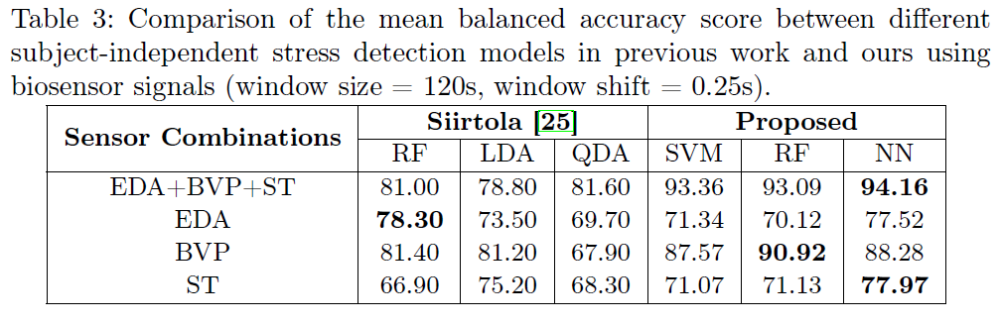 Table 3: Comparison of the mean balanced accuracy score between different
subject-independent stress detection models in previous work and ours using
biosensor signals (window size = 120s, window shift = 0.25s).
Sensor Combinations Siirtola [25] Proposed
RF LDA QDA SVM RF NN
EDA+BVP+ST 81.00 78.80 81.60 93.36 93.09 94.16
EDA 78.30 73.50 69.70 71.34 70.12 77.52
BVP 81.40 81.20 67.90 87.57 90.92 88.28
ST 66.90 75.20 68.30 71.07 71.13 77.97